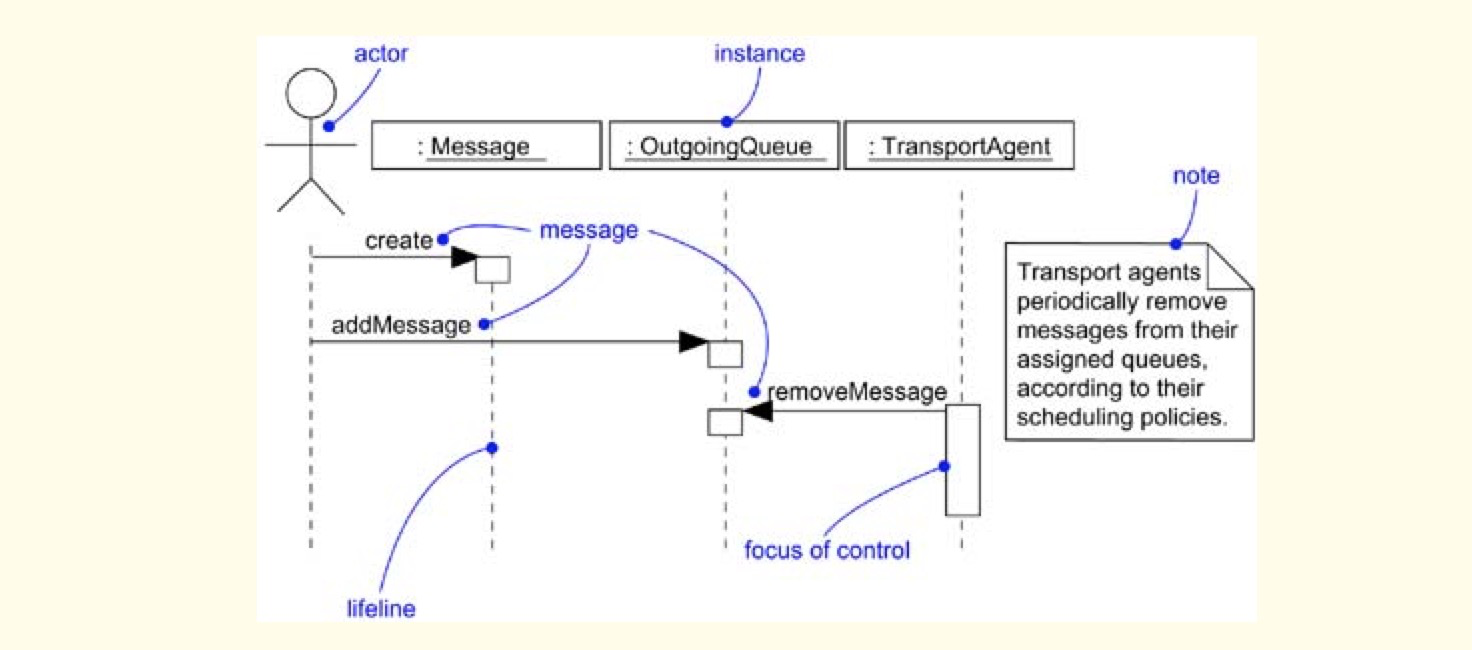 actor
instance
: Message
: OutgoingQueue
: TransportAgent
note
message
create
Transport agents
periodically remove
messages from their
assigned queues,
according to their
scheduling policies.
addMessage
removeMessage
focus of control
lifeline